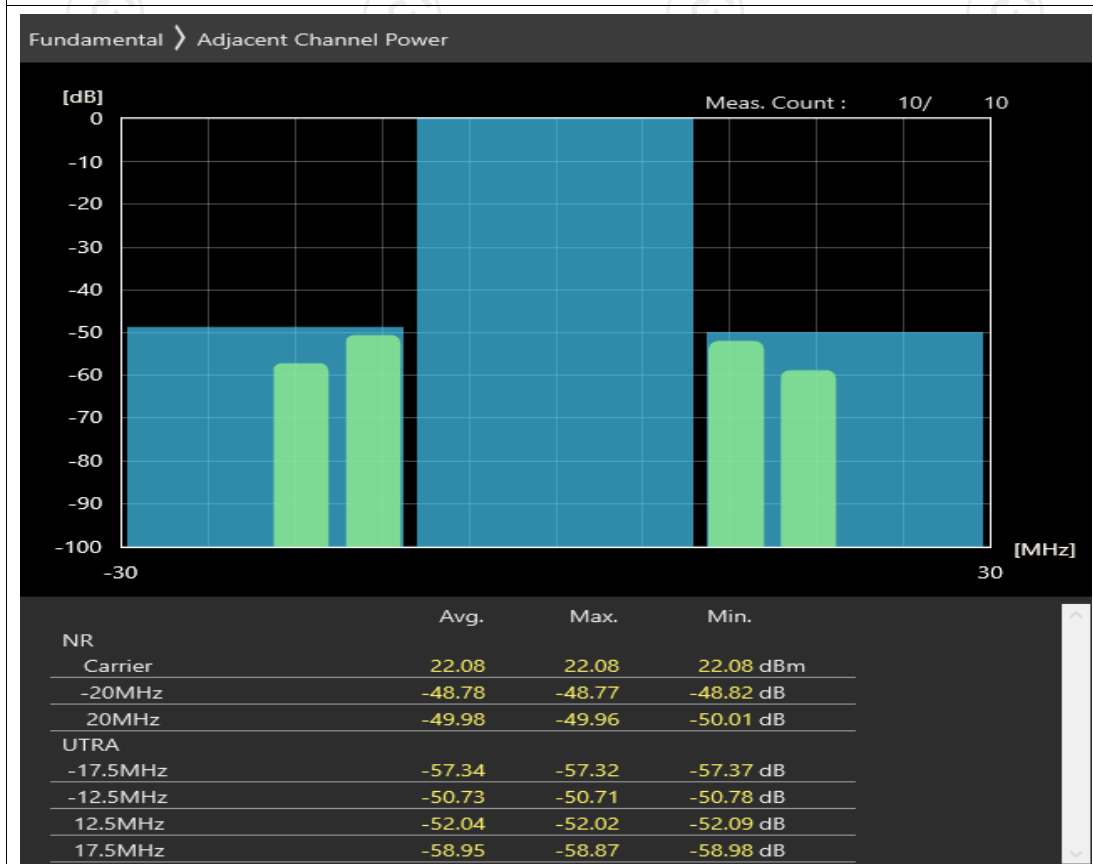 Fundamental ❯ Adjacent Channel Power
[dB]
Meas. Count : 10/ 10
0
-10
-20
-30
-40
-50
-60
-70
-80
-90
-100
[MHz]
-30 30
Avg. Max. Min.
NR
Carrier 22.08 22.08 22.08 dBm
-20MHz -48.78 -48.77 -48.82 dB
20MHz -49.98 -49.96 -50.01 dB
UTRA
-17.5MHz -57.34 -57.32 -57.37 dB
-12.5MHz -50.73 -50.71 -50.78 dB
12.5MHz -52.04 -52.02 -52.09 dB
17.5MHz -58.95 -58.87 -58.98 dB